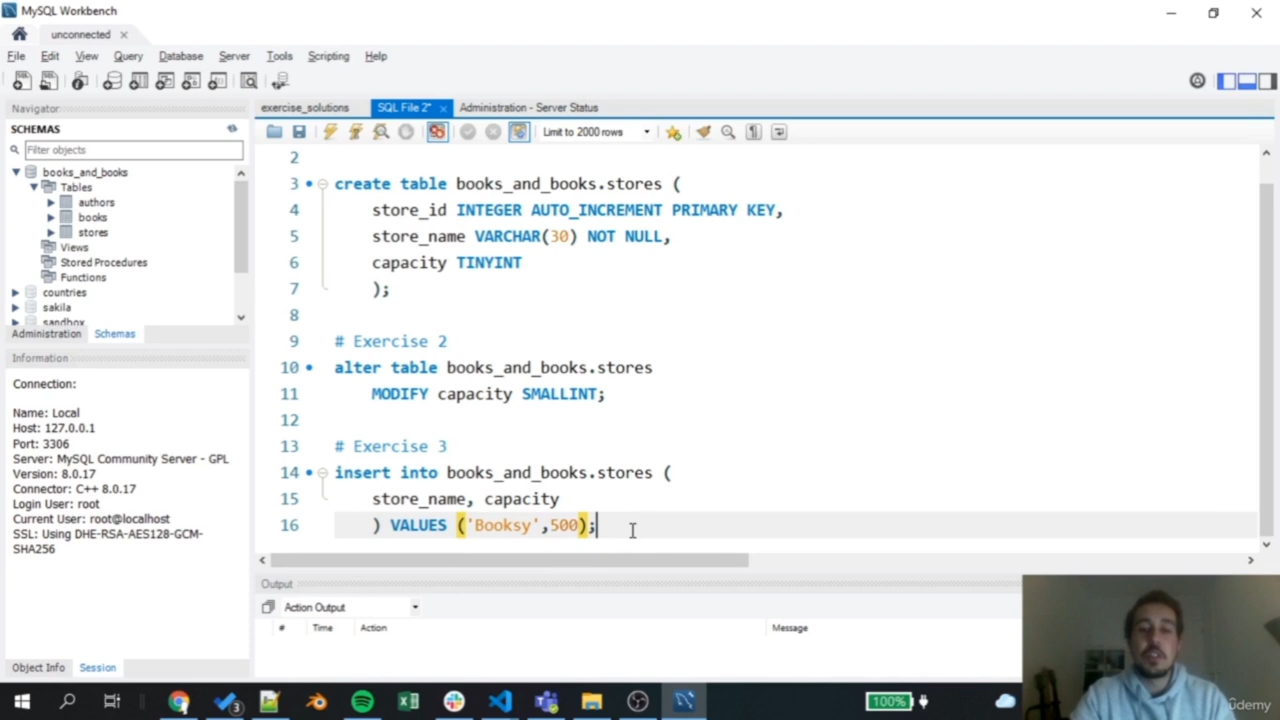 MySQL Workbench
unconnected
File Edit View Query Database Server Tools Scripting Help
Navigator
SCHEMAS
Filter objects
books_and_books
Tables
authors
books
stores
Views
Stored Procedures
Functions
countries
sakila
sandbox
Administration Schemas
Information
Connection:
Name: Local
Host: 127.0.0.1
Port: 3306
Server: MySQL Community Server - GPL
Version: 8.0.17
Connector: C++ 8.0.17
Login User: root
Current User: root@localhost
SSL: Using DHE-RSA-AES128-GCM-
SHA256
Object Info Session
exercise_solutions SQL File 2* Administration - Server Status
Limit to 2000 rows
2
3 create table books_and_books.stores (
4 store_id INTEGER AUTO_INCREMENT PRIMARY KEY,
5 store_name VARCHAR(30) NOT NULL,
6 capacity TINYINT
7 );
8
9 # Exercise 2
10 alter table books_and_books.stores
11 MODIFY capacity SMALLINT;
12
13 # Exercise 3
14 insert into books_and_books.stores (
15 store_name, capacity
16 ) VALUES ('Booksy',500);
Output
Action Output
# Time Action Message
3
100%
ûdemy